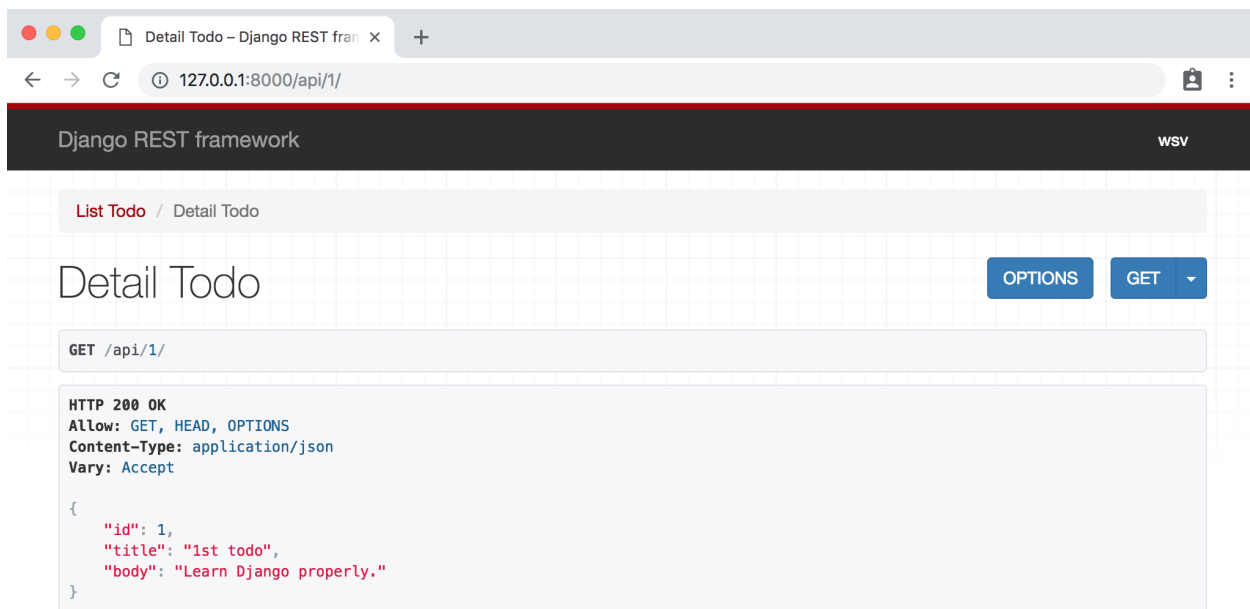 Detail Todo – Django REST fran
127.0.0.1:8000/api/1/
Django REST framework
wsv
List Todo / Detail Todo
Detail Todo
OPTIONS
GET
GET /api/1/
HTTP 200 OK
Allow: GET, HEAD, OPTIONS
Content-Type: application/json
Vary: Accept
{
    "id": 1,
    "title": "1st todo",
    "body": "Learn Django properly."
}